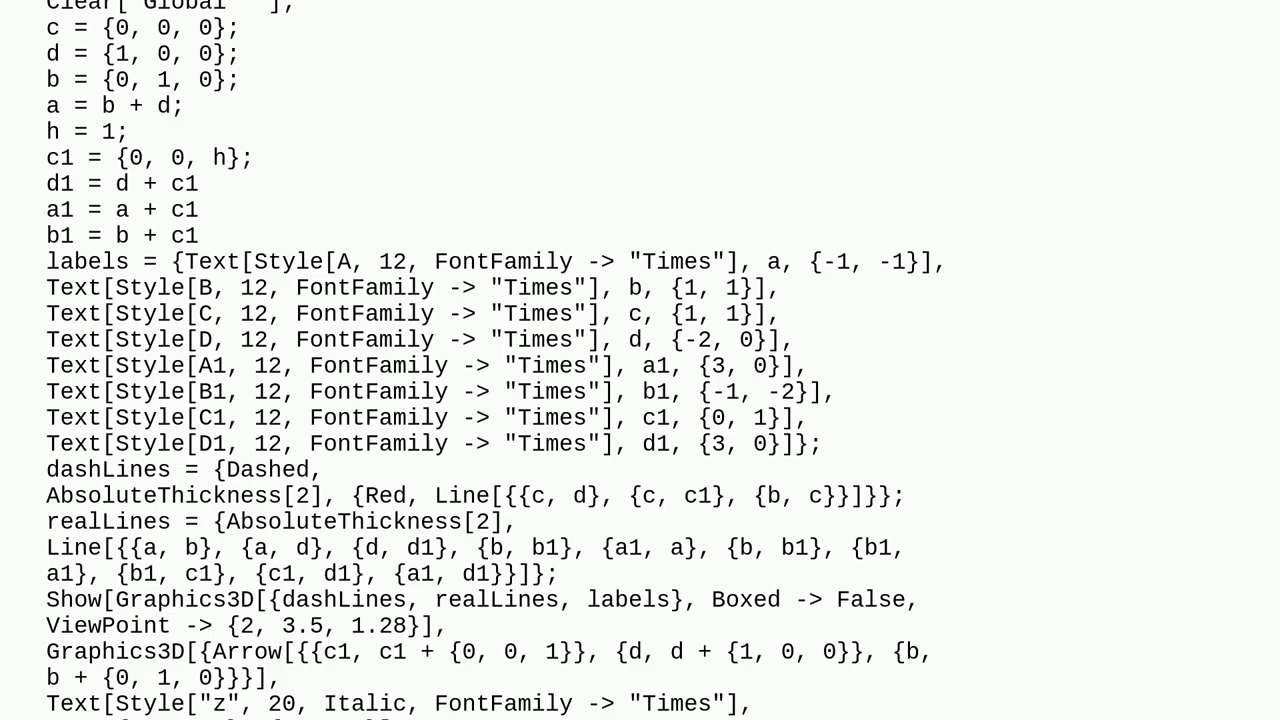 Clear["Global`*"],
c = {0, 0, 0};
d = {1, 0, 0};
b = {0, 1, 0};
a = b + d;
h = 1;
c1 = {0, 0, h};
d1 = d + c1
a1 = a + c1
b1 = b + c1
labels = {Text[Style[A, 12, FontFamily -> "Times"], a, {-1, -1}],
Text[Style[B, 12, FontFamily -> "Times"], b, {1, 1}],
Text[Style[C, 12, FontFamily -> "Times"], c, {1, 1}],
Text[Style[D, 12, FontFamily -> "Times"], d, {-2, 0}],
Text[Style[A1, 12, FontFamily -> "Times"], a1, {3, 0}],
Text[Style[B1, 12, FontFamily -> "Times"], b1, {-1, -2}],
Text[Style[C1, 12, FontFamily -> "Times"], c1, {0, 1}],
Text[Style[D1, 12, FontFamily -> "Times"], d1, {3, 0}]};
dashLines = {Dashed,
AbsoluteThickness[2], {Red, Line[{{c, d}, {c, c1}, {b, c}}]}};
realLines = {AbsoluteThickness[2],
Line[{{a, b}, {a, d}, {d, d1}, {b, b1}, {a1, a}, {b, b1}, {b1,
a1}, {b1, c1}, {c1, d1}, {a1, d1}}]};
Show[Graphics3D[{dashLines, realLines, labels}, Boxed -> False,
ViewPoint -> {2, 3.5, 1.28}],
Graphics3D[{Arrow[{{c1, c1 + {0, 0, 1}}, {d, d + {1, 0, 0}}, {b,
b + {0, 1, 0}}}],
Text[Style["z", 20, Italic, FontFamily -> "Times"],